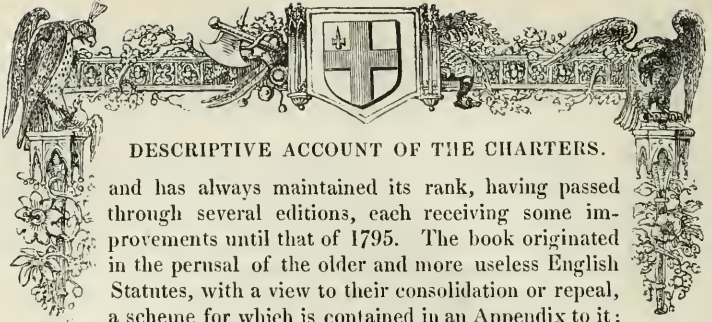 DESCRIPTIVE ACCOUNT OF THE CHARTERS.
and has always maintained its rank, having passed
through several editions, each receiving some im-
provements until that of 1795. The book originated
in the perusal of the older and more useless English
Statutes, with a view to their consolidation or repeal,
a scheme for which is contained in an Appendix to it;